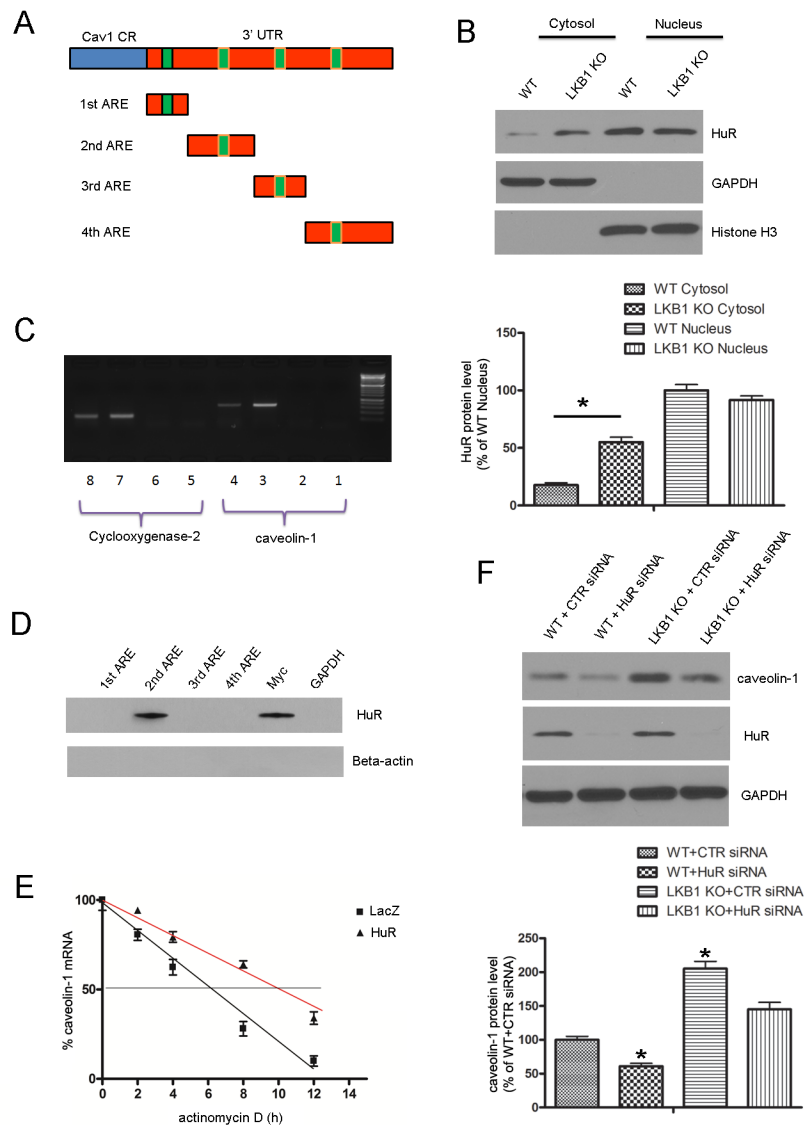 A
Cav1 CR
3' UTR
1st ARE
2nd ARE
3rd ARE
4th ARE
B
Cytosol
Nucleus
WT
LKB1 KO
WT
LKB1 KO
HuR
GAPDH
Histone H3
WT Cytosol
LKB1 KO Cytosol
WT Nucleus
LKB1 KO Nucleus
HuR protein level
(% of WT Nucleus)
150
100
50
0
*
C
8 7 6 5 4 3 2 1
Cyclooxygenase-2
caveolin-1
D
1st ARE
2nd ARE
3rd ARE
4th ARE
Myc
GAPDH
HuR
Beta-actin
E
% caveolin-1 mRNA
100
50
0
0 2 4 6 8 10 12 14
actinomycin D (h)
LacZ
HuR
F
WT + CTR siRNA
WT + HuR siRNA
LKB1 KO + CTR siRNA
LKB1 KO + HuR siRNA
caveolin-1
HuR
GAPDH
WT+CTR siRNA
WT+HuR siRNA
LKB1 KO+CTR siRNA
LKB1 KO+HuR siRNA
caveolin-1 protein level
(% of WT+CTR siRNA)
250
200
150
100
50
0
*
*